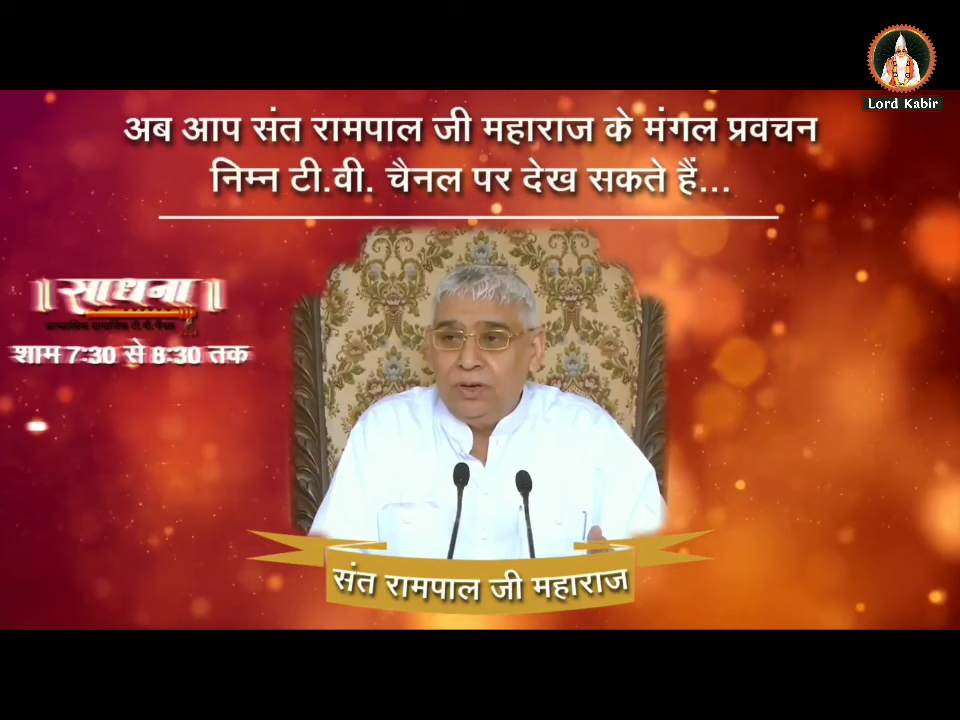 Lord Kabir
अब आप संत रामपाल जी महाराज के मंगल प्रवचन
निम्न टी.वी. चैनल पर देख सकते हैं...
॥ साधना ॥
शाम 7:30 से 8:30 तक
संत रामपाल जी महाराज